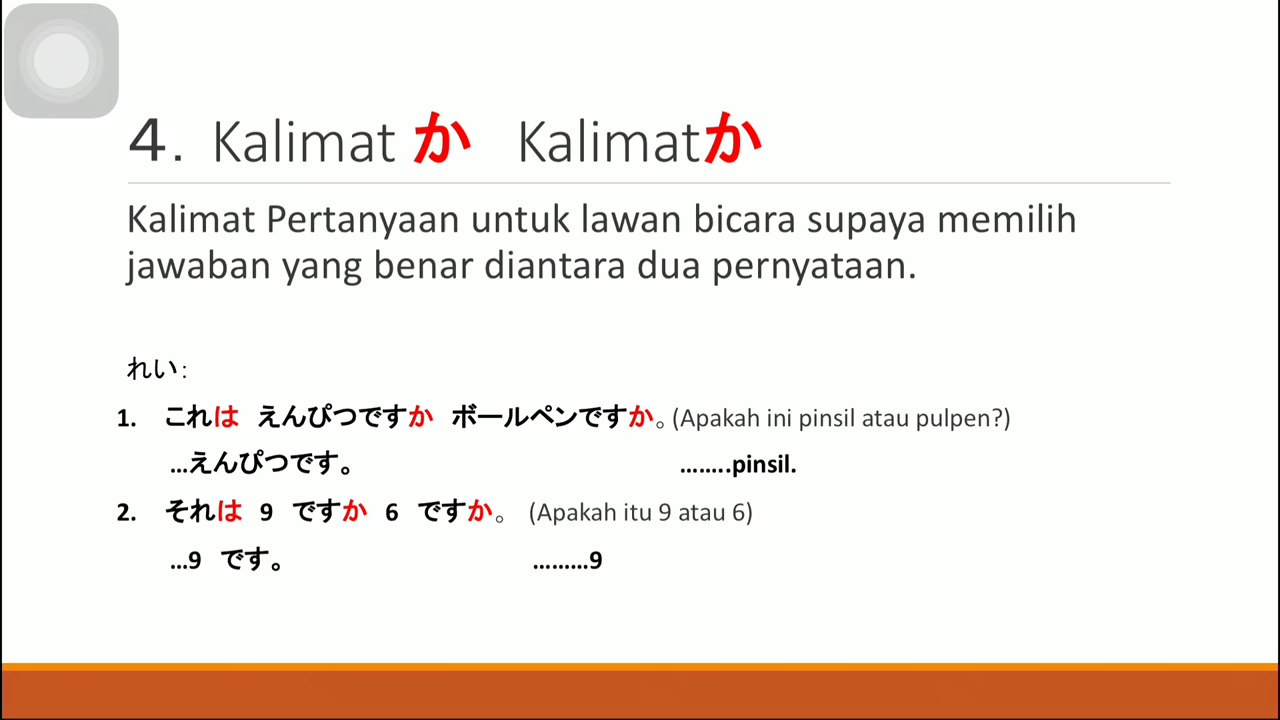 4. Kalimat か Kalimatか
Kalimat Pertanyaan untuk lawan bicara supaya memilih
jawaban yang benar diantara dua pernyataan.
れい:
1. これは えんぴつですか ボールペンですか。(Apakah ini pinsil atau pulpen?)
...えんぴつです。 ........pinsil.
2. それは 9 ですか 6 ですか。 (Apakah itu 9 atau 6)
...9 です。 .........9